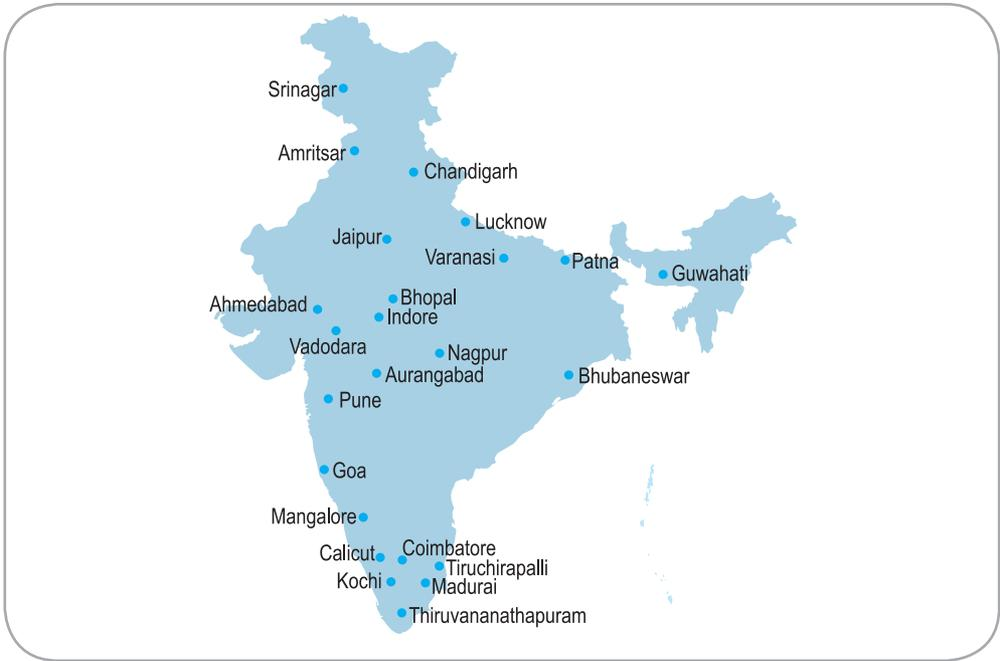 Srinagar
Amritsar
Chandigarh
Lucknow
Jaipur
Varanasi
Patna
Guwahati
Bhopal
Ahmedabad
Indore
Vadodara
Nagpur
Aurangabad
Bhubaneswar
Pune
Goa
Mangalore
Coimbatore
Calicut
Tiruchirapalli
Kochi
Madurai
Thiruvananathapuram